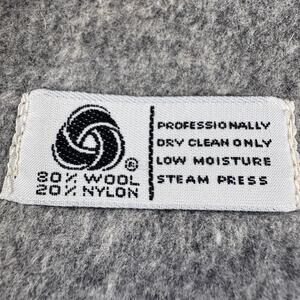 ®
80% WOOL
20% NYLON
PROFESSIONALLY
DRY CLEAN ONLY
LOW MOISTURE
STEAM PRESS